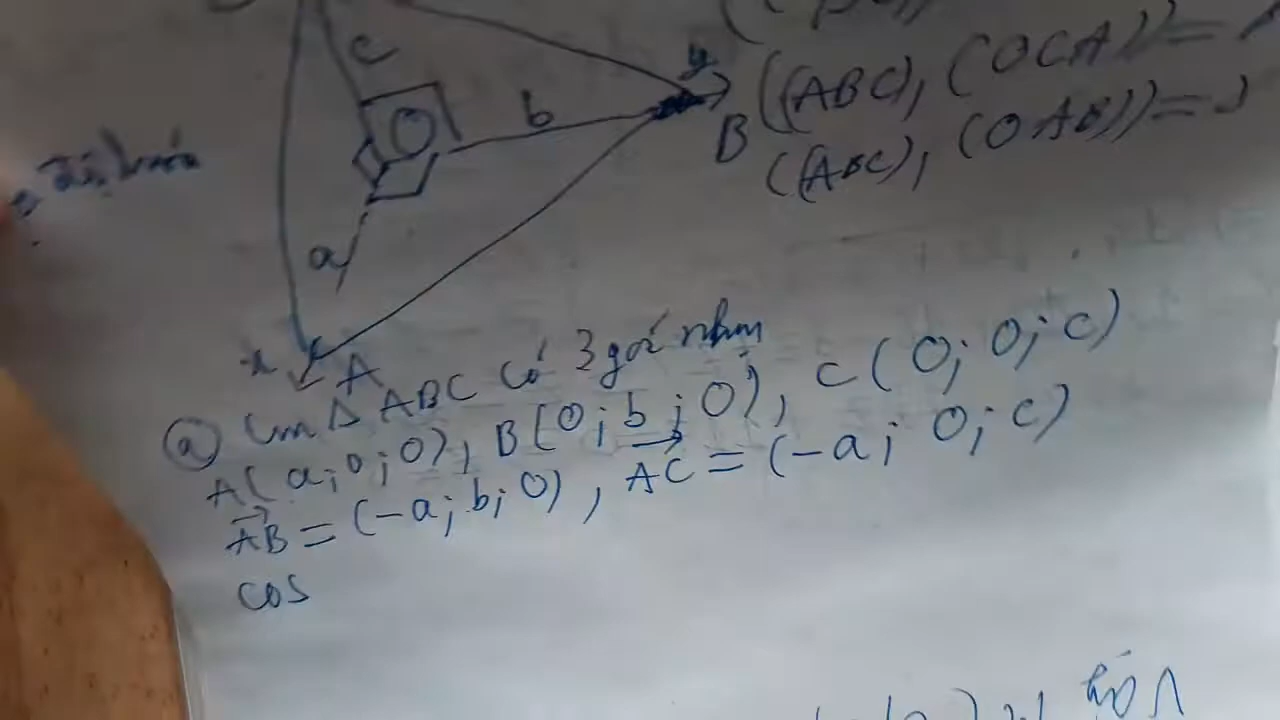 c
y
O
b
B
((ABC), (OCA)) =
((ABC), (OAB)) =
a
x
A
a) Cm Δ ABC có 3 góc nhọn
A(a; 0; 0), B(0; b; 0), C(0; 0; c)
AB = (-a; b; 0), AC = (-a; 0; c)
cos